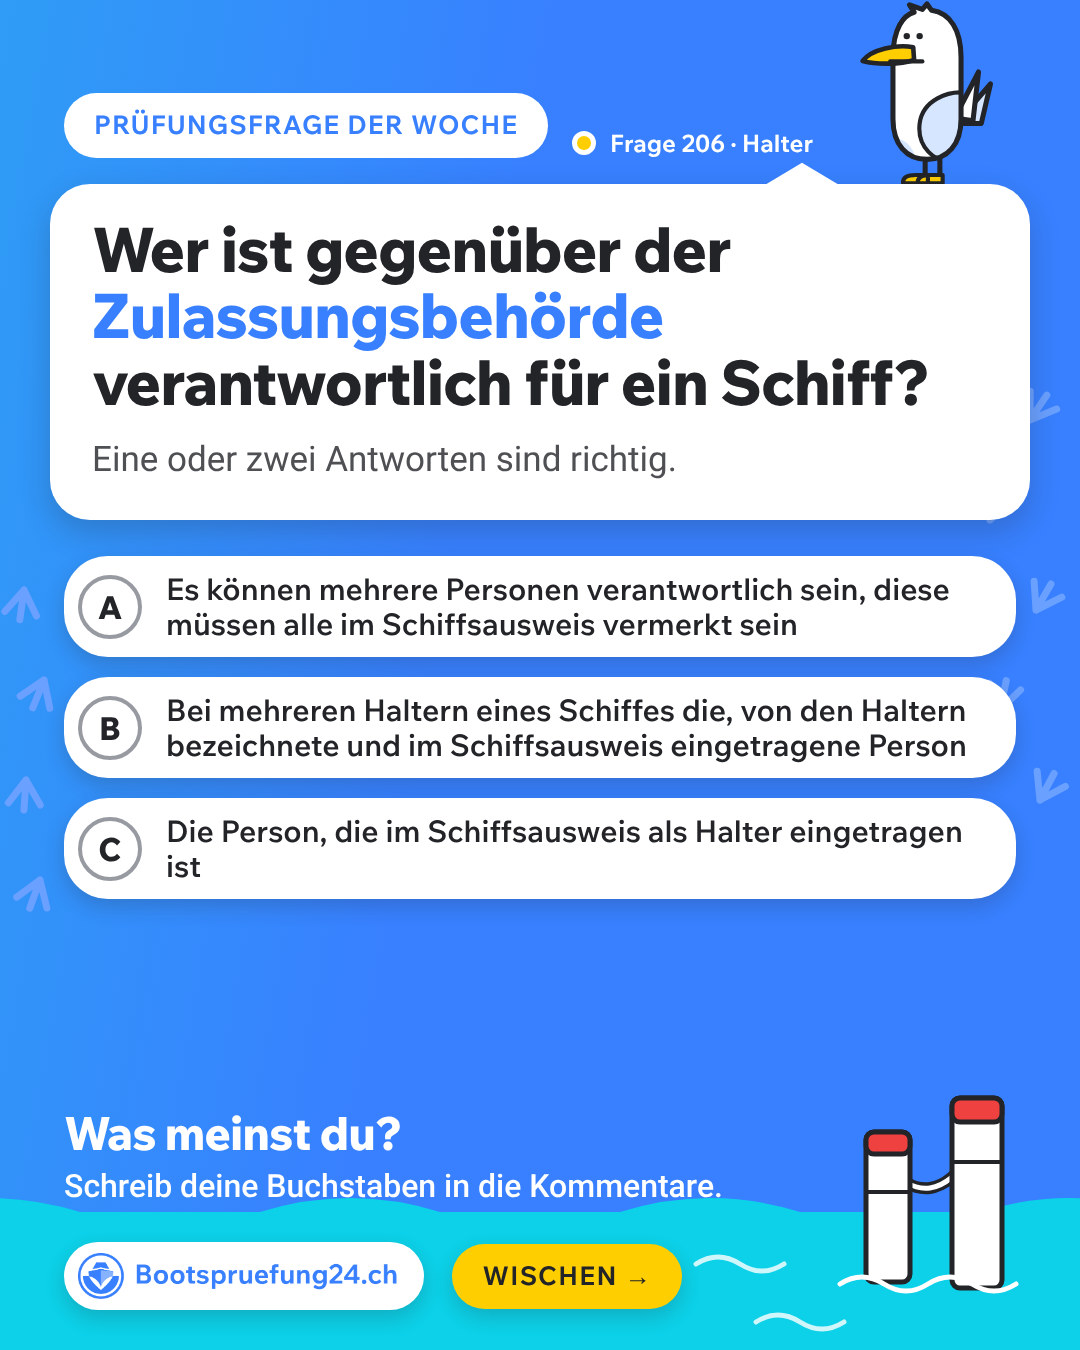 PRÜFUNGSFRAGE DER WOCHE
Frage 206 · Halter
Wer ist gegenüber der
Zulassungsbehörde
verantwortlich für ein Schiff?
Eine oder zwei Antworten sind richtig.
A
Es können mehrere Personen verantwortlich sein, diese
müssen alle im Schiffsausweis vermerkt sein
B
Bei mehreren Haltern eines Schiffes die, von den Haltern
bezeichnete und im Schiffsausweis eingetragene Person
C
Die Person, die im Schiffsausweis als Halter eingetragen
ist
Was meinst du?
Schreib deine Buchstaben in die Kommentare.
Bootspruefung24.ch
WISCHEN →